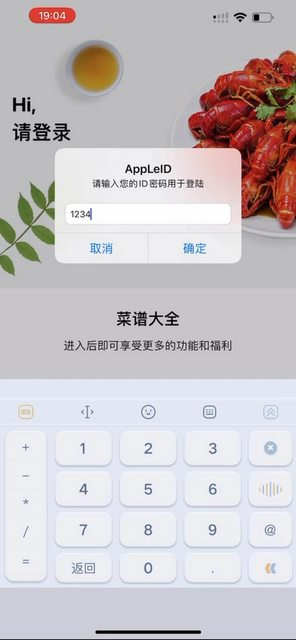 19:04
Hi,
请登录
AppLeID
请输入您的ID密码用于登陆
1234
取消
确定
菜谱大全
进入后即可享受更多的功能和福利
+
1
2
3
-
4
5
6
*
@
7
8
9
/
=
返回
0
.